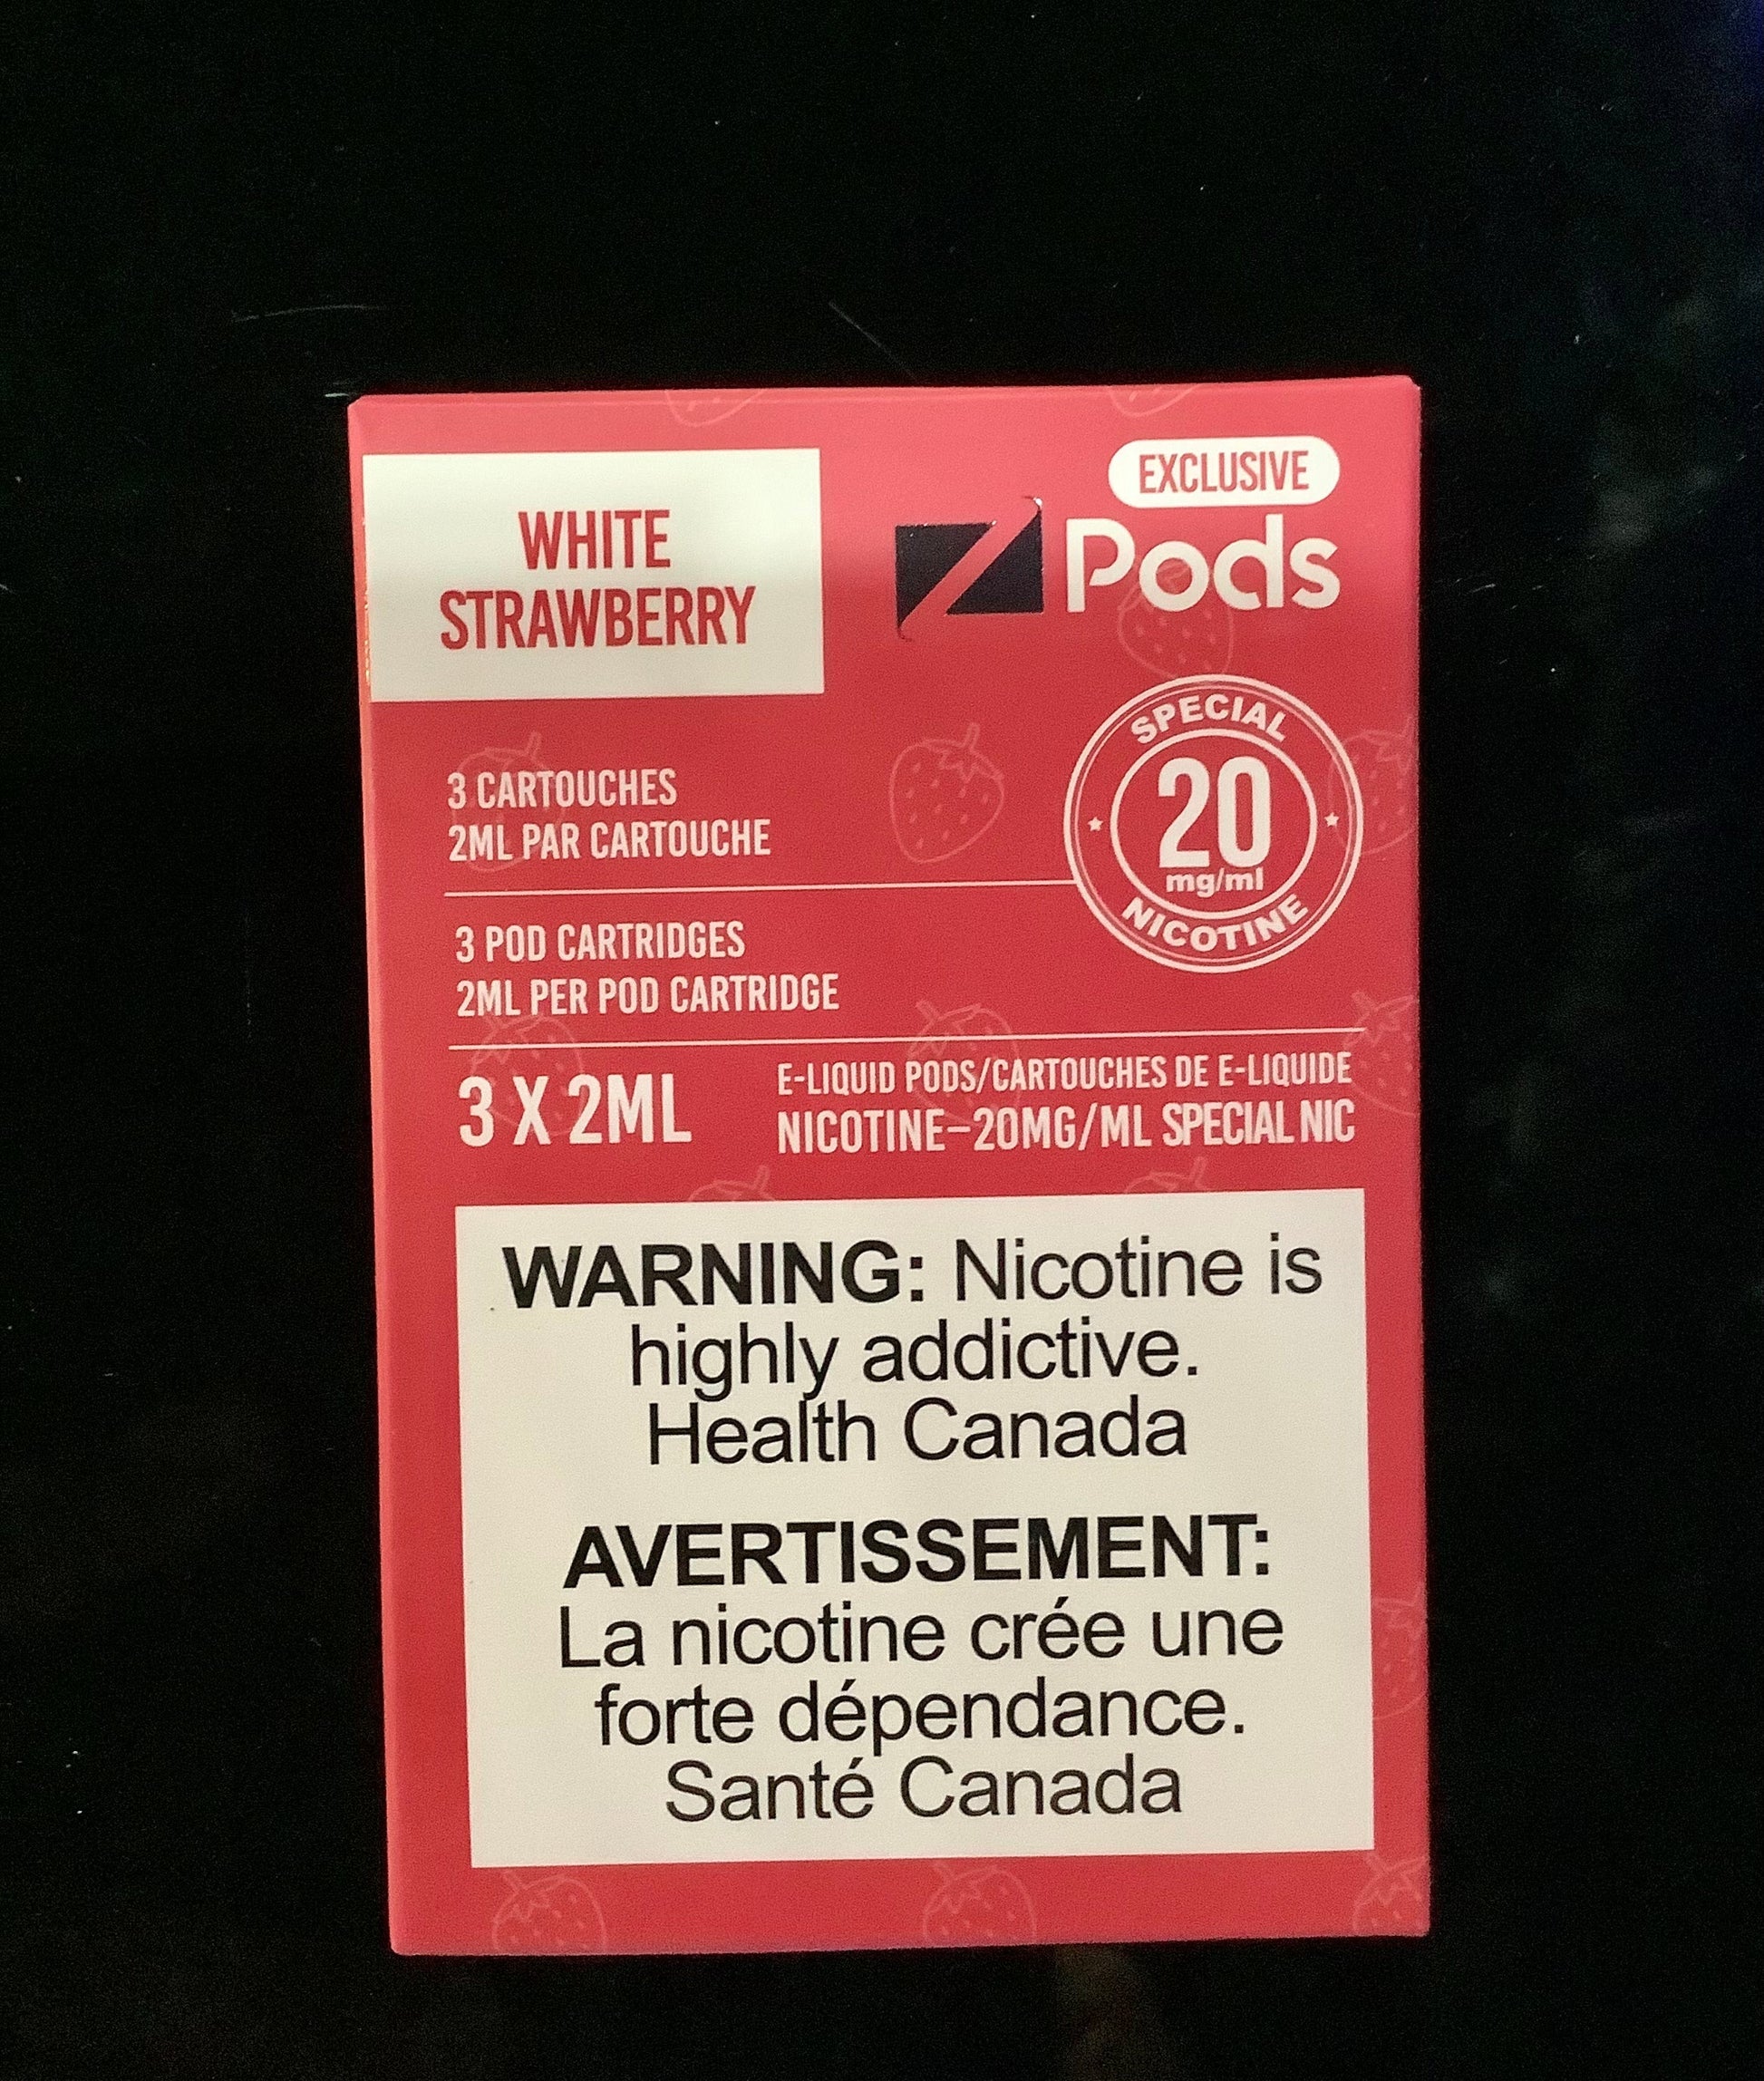 WHITE
STRAWBERRY
EXCLUSIVE
Z Pods
3 CARTOUCHES
2ML PAR CARTOUCHE
SPECIAL
20
mg/ml
NICOTINE
3 POD CARTRIDGES
2ML PER POD CARTRIDGE
3 X 2ML
E-LIQUID PODS/CARTOUCHES DE E-LIQUIDE
NICOTINE–20MG/ML SPECIAL NIC
WARNING: Nicotine is
highly addictive.
Health Canada
AVERTISSEMENT:
La nicotine crée une
forte dépendance.
Santé Canada